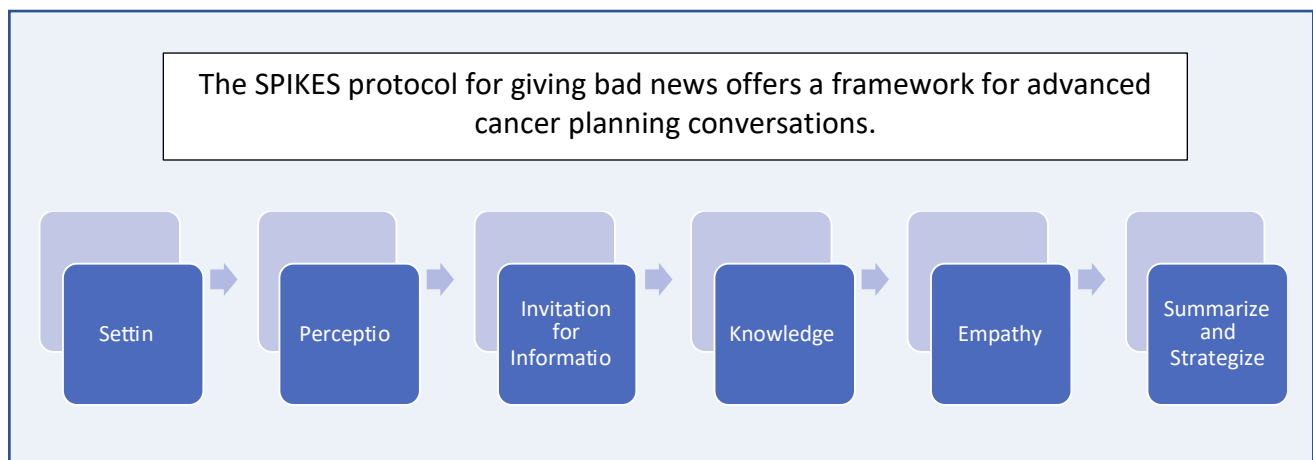 The SPIKES protocol for giving bad news offers a framework for advanced
cancer planning conversations.
Settin
Perceptio
Invitation
for
Informatio
Knowledge
Empathy
Summarize
and
Strategize